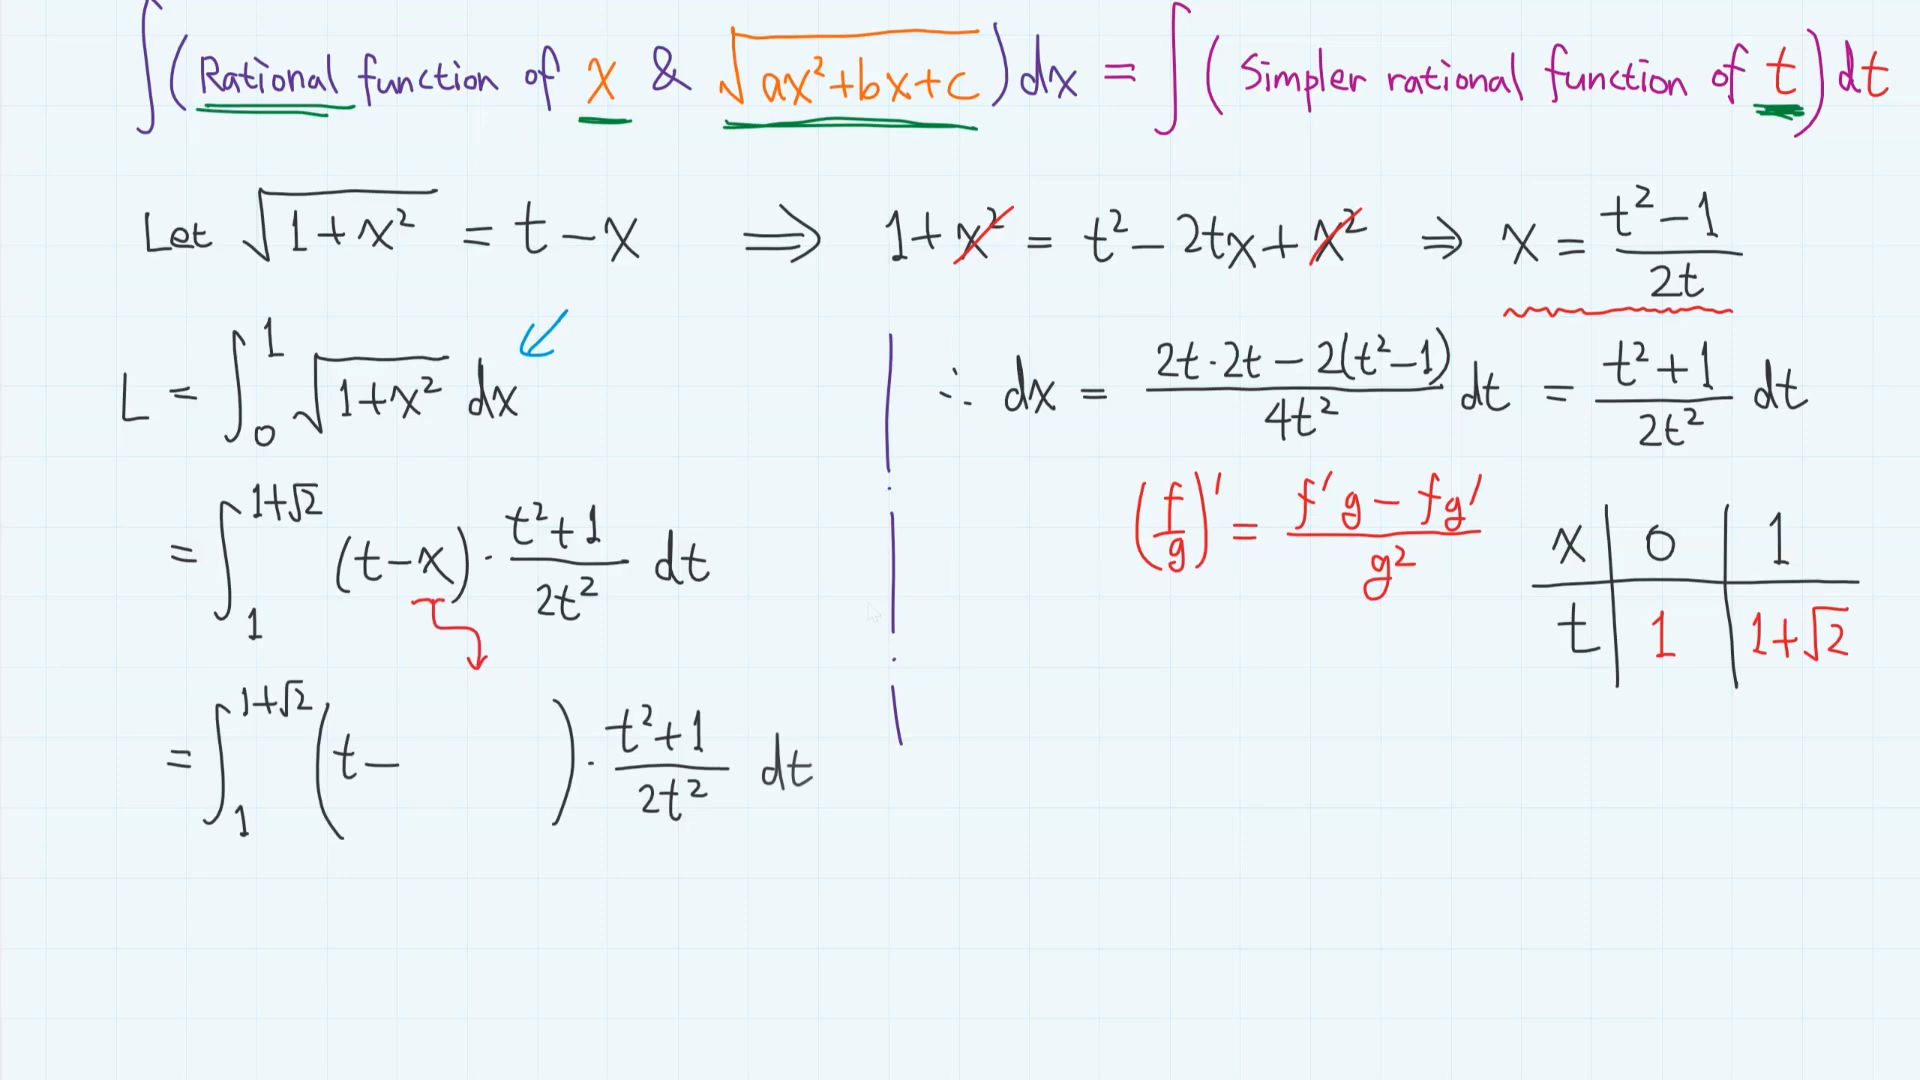 ∫(Rational function of x & √(ax²+bx+c))dx = ∫(Simpler rational function of t)dt
Let √(1+x²) = t−x ⟹ 1+x² = t²−2tx+x² ⇒ x = (t²−1)/(2t)
L = ∫₀¹ √(1+x²) dx
∴ dx = (2t·2t − 2(t²−1))/(4t²) dt = (t²+1)/(2t²) dt
= ∫₁^(1+√2) (t−x)·(t²+1)/(2t²) dt
(f/g)′ = (f′g − fg′)/g²
x | 0 | 1
t | 1 | 1+√2
= ∫₁^(1+√2) (t− )·(t²+1)/(2t²) dt